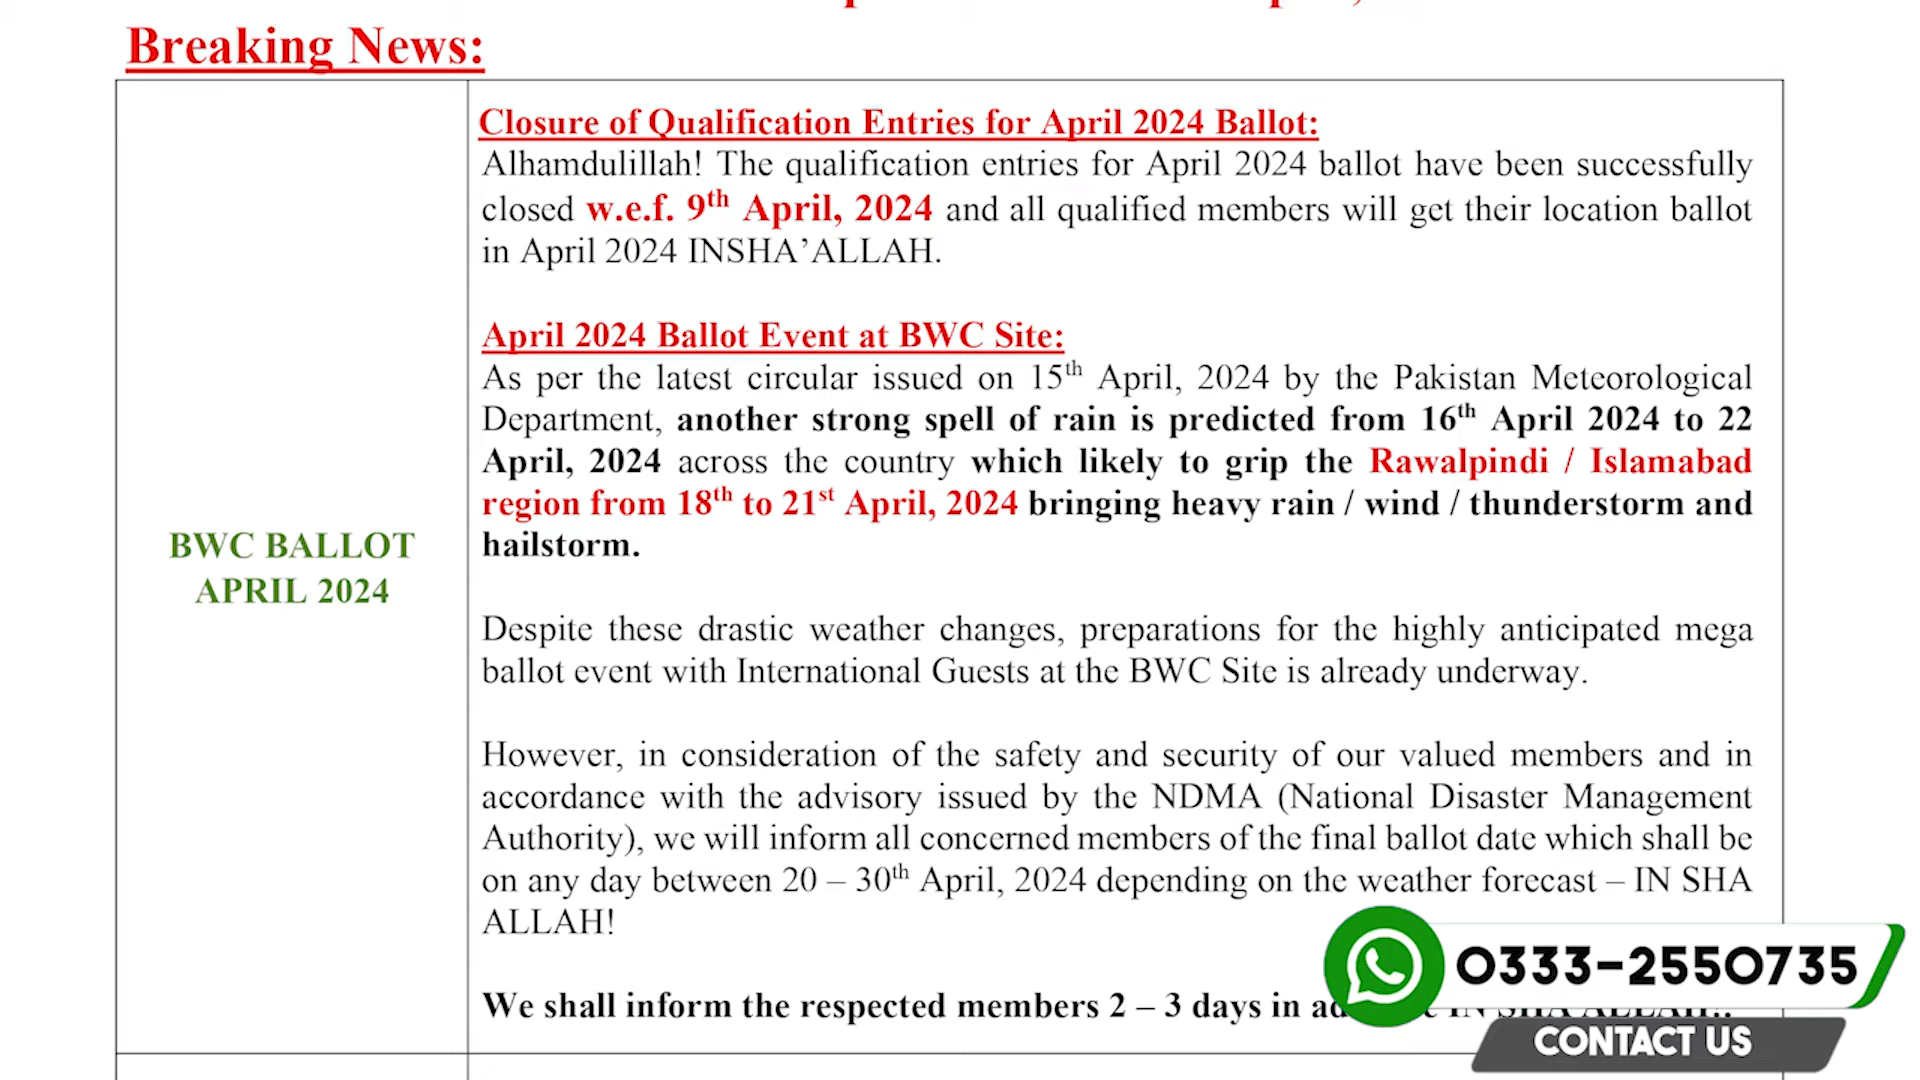 Breaking News:
BWC BALLOT
APRIL 2024
Closure of Qualification Entries for April 2024 Ballot:
Alhamdulillah! The qualification entries for April 2024 ballot have been successfully
closed w.e.f. 9th April, 2024 and all qualified members will get their location ballot
in April 2024 INSHA’ALLAH.
April 2024 Ballot Event at BWC Site:
As per the latest circular issued on 15th April, 2024 by the Pakistan Meteorological
Department, another strong spell of rain is predicted from 16th April 2024 to 22
April, 2024 across the country which likely to grip the Rawalpindi / Islamabad
region from 18th to 21st April, 2024 bringing heavy rain / wind / thunderstorm and
hailstorm.
Despite these drastic weather changes, preparations for the highly anticipated mega
ballot event with International Guests at the BWC Site is already underway.
However, in consideration of the safety and security of our valued members and in
accordance with the advisory issued by the NDMA (National Disaster Management
Authority), we will inform all concerned members of the final ballot date which shall be
on any day between 20 – 30th April, 2024 depending on the weather forecast – IN SHA
ALLAH!
We shall inform the respected members 2 – 3 days in
0333-2550735
CONTACT US